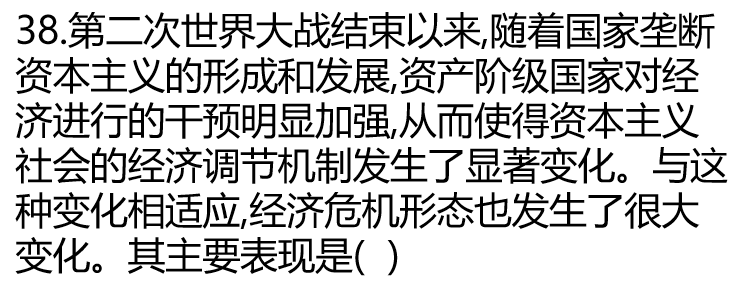 38.第二次世界大战结束以来,随着国家垄断
资本主义的形成和发展,资产阶级国家对经
济进行的干预明显加强,从而使得资本主义
社会的经济调节机制发生了显著变化。与这
种变化相适应,经济危机形态也发生了很大
变化。其主要表现是( )